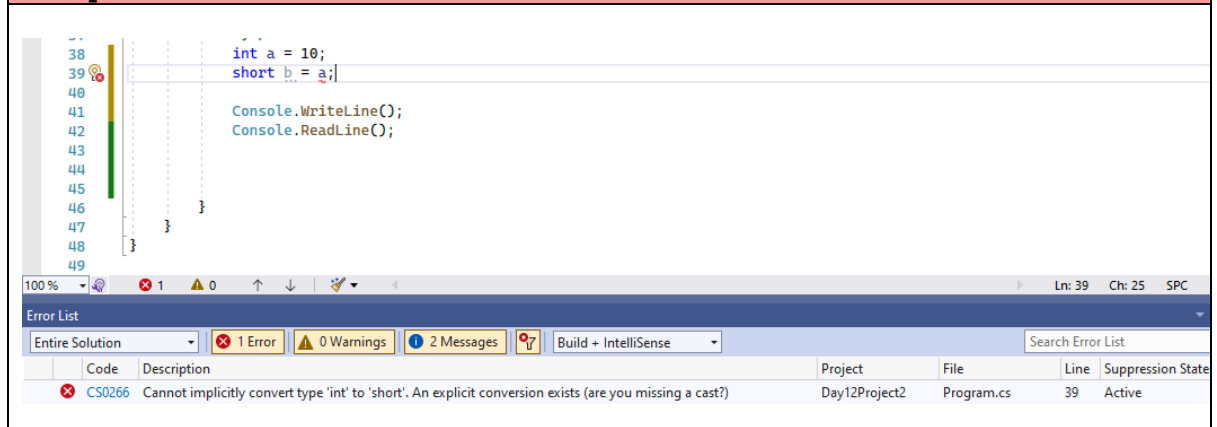 38 int a = 10;
39 short b = a;
40
41 Console.WriteLine();
42 Console.ReadLine();
43
44
45
46 }
47 }
48 }
49
100 % 1 0 Ln: 39 Ch: 25 SPC
Error List
Entire Solution 1 Error 0 Warnings 2 Messages Build + IntelliSense Search Error List
Code Description Project File Line Suppression State
CS0266 Cannot implicitly convert type 'int' to 'short'. An explicit conversion exists (are you missing a cast?) Day12Project2 Program.cs 39 Active